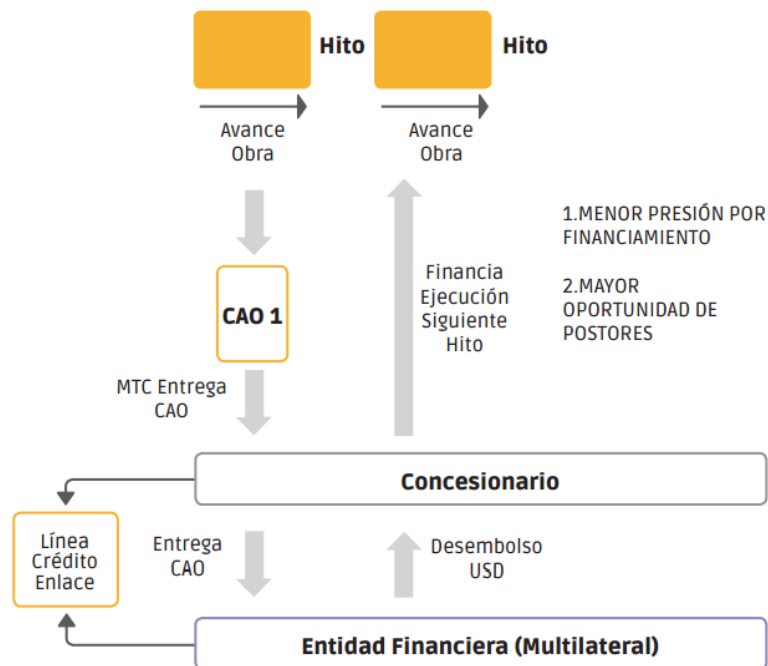 Hito
Hito
Avance
Obra
Avance
Obra
1.MENOR PRESIÓN POR
FINANCIAMIENTO
2.MAYOR
OPORTUNIDAD DE
POSTORES
Financia
Ejecución
Siguiente
Hito
CAO 1
MTC Entrega
CAO
Concesionario
Línea
Crédito
Enlace
Entrega
CAO
Desembolso
USD
Entidad Financiera (Multilateral)